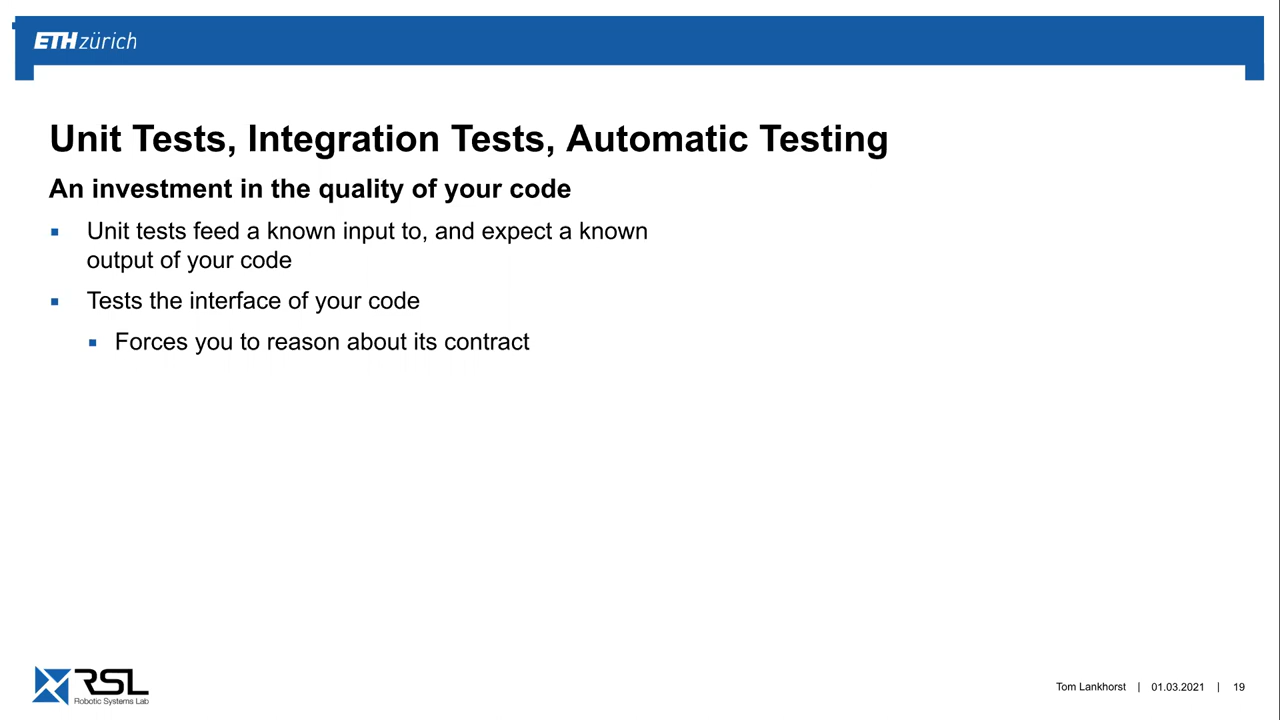 ETH zürich
Unit Tests, Integration Tests, Automatic Testing
An investment in the quality of your code
Unit tests feed a known input to, and expect a known
output of your code
Tests the interface of your code
Forces you to reason about its contract
RSL
Robotic Systems Lab
Tom Lankhorst | 01.03.2021 | 19